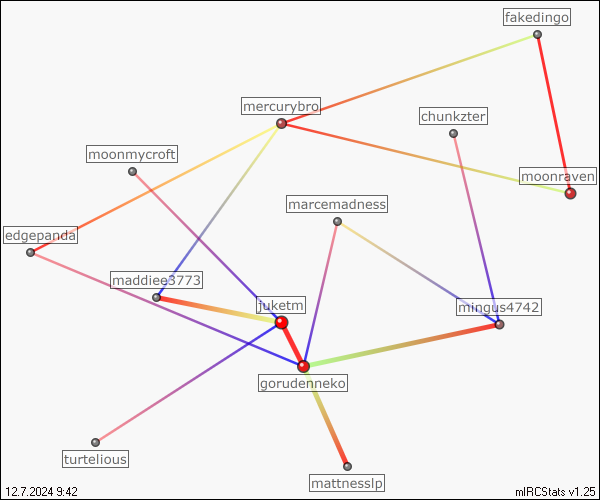 fakedingo
mercurybro
chunkzter
moonmycroft
moonraven
marcemadness
edgepanda
maddiee3773
juketm
mingus4742
gorudenneko
turtelious
mattnesslp
12.7.2024 9:42
mIRCStats v1.25